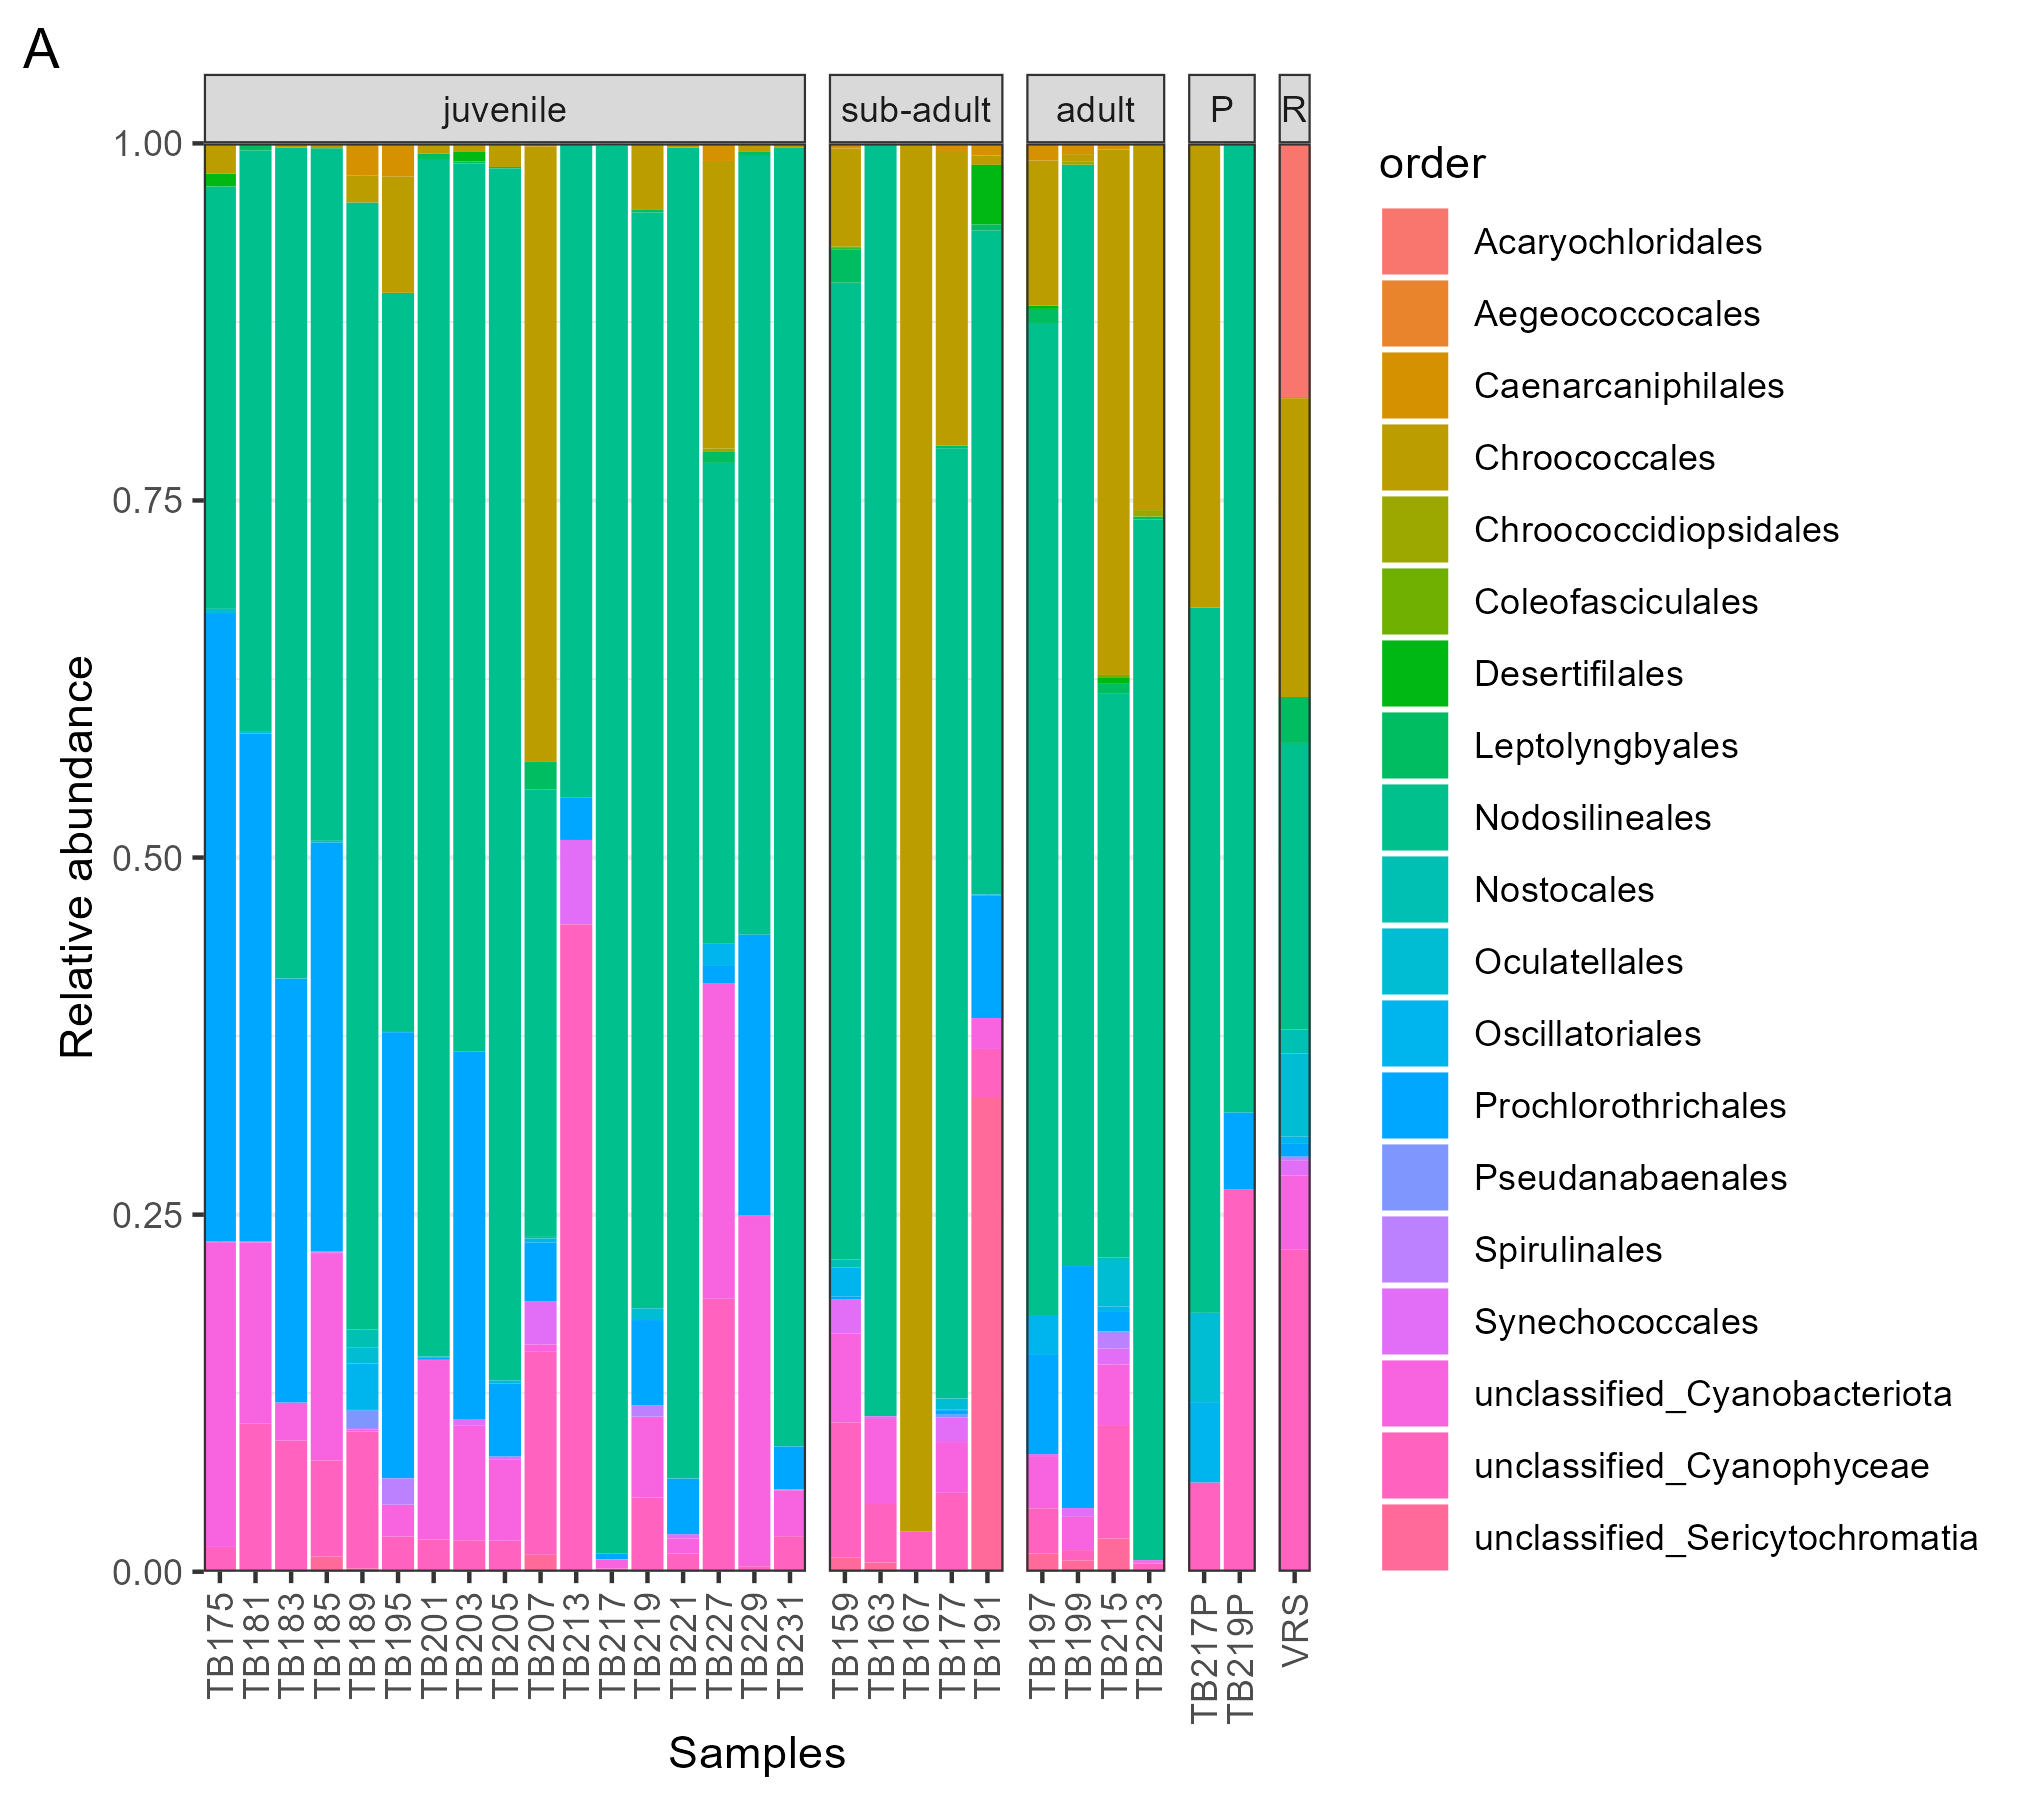 A
juvenile
sub-adult
adult
P
R
1.00
0.75
0.50
0.25
0.00
Relative abundance
TB175
TB181
TB183
TB185
TB189
TB195
TB201
TB203
TB205
TB207
TB213
TB217
TB219
TB221
TB227
TB229
TB231
TB159
TB163
TB167
TB177
TB191
TB197
TB199
TB215
TB223
TB217P
TB219P
VRS
Samples
order
Acaryochloridales
Aegeococcocales
Caenarcaniphilales
Chroococcales
Chroococcidiopsidales
Coleofasciculales
Desertifilales
Leptolyngbyales
Nodosilineales
Nostocales
Oculatellales
Oscillatoriales
Prochlorothrichales
Pseudanabaenales
Spirulinales
Synechococcales
unclassified_Cyanobacteriota
unclassified_Cyanophyceae
unclassified_Sericytochromatia